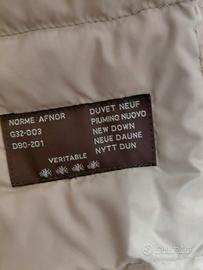 NORME AFNOR
G32-003
D90-201
DUVET NEUF
PIUMINO NUOVO
NEW DOWN
NEUE DAUNE
NYTT DUN
VERITABLE